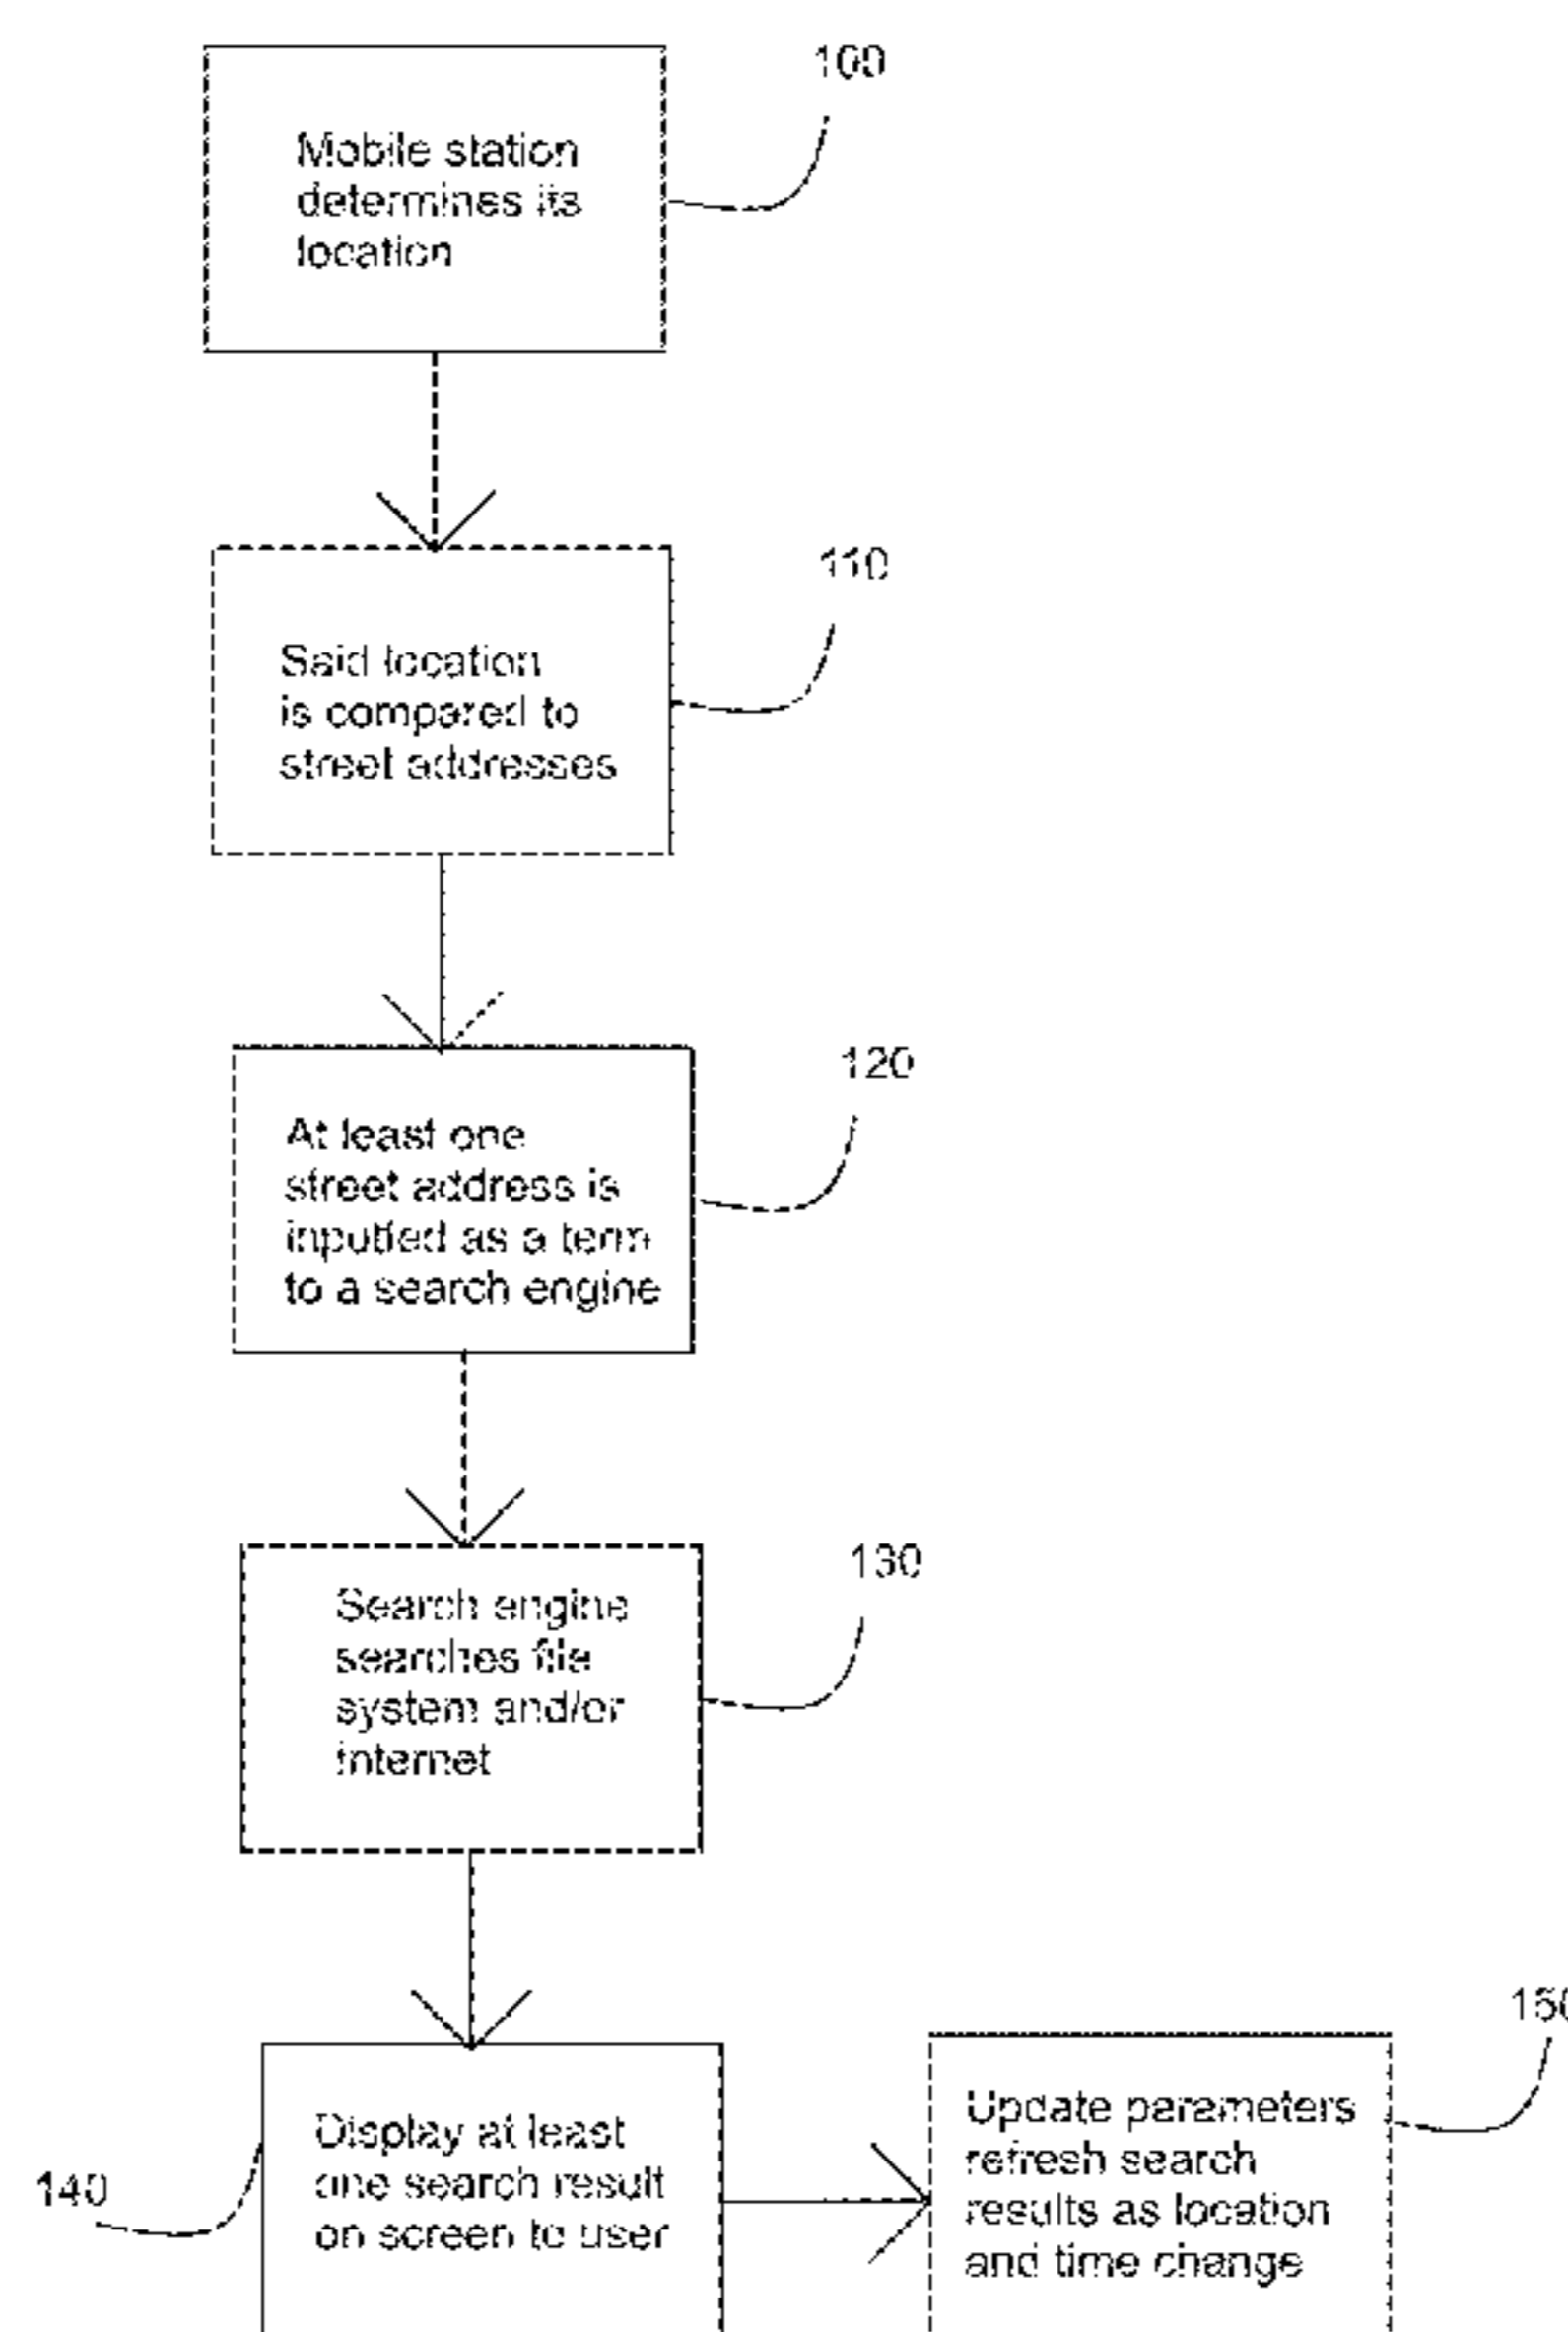 100
Mobile station
determines its
location
110
Said location
is compared to
street addresses
120
At least one
street address is
inputted as a term
to a search engine
130
Search engine
searches file
system and/or
internet
140
Display at least
one search result
on screen to user
Update parameters
refresh search
results as location
and time change